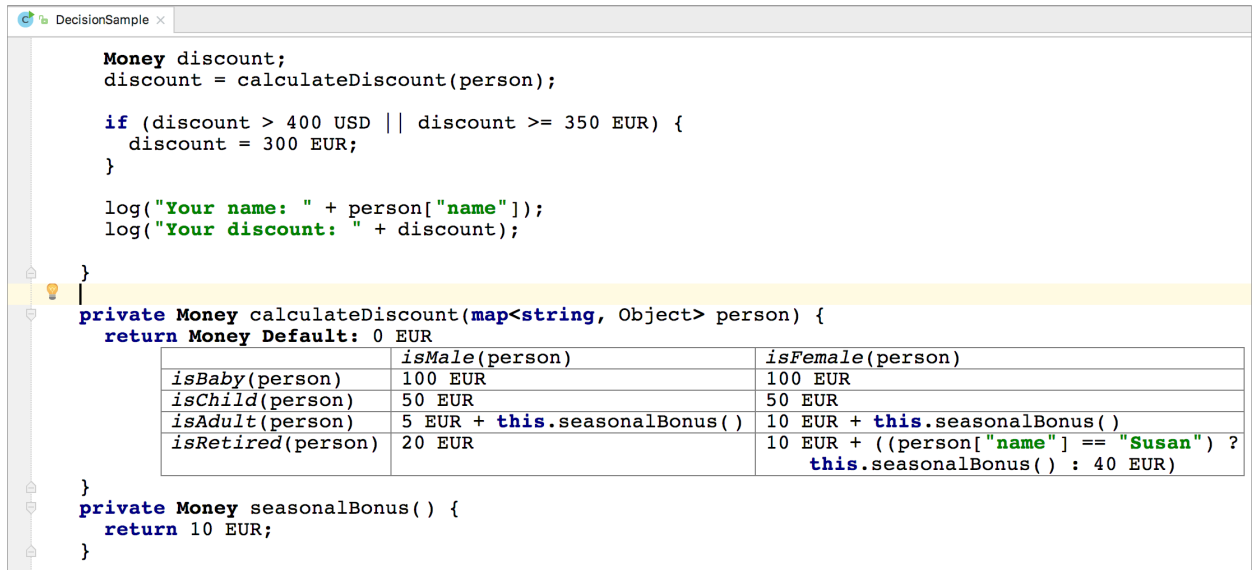 DecisionSample
Money discount;
discount = calculateDiscount(person);
if (discount > 400 USD || discount >= 350 EUR) {
discount = 300 EUR;
}
log("Your name: " + person["name"]);
log("Your discount: " + discount);
}
private Money calculateDiscount(map<string, Object> person) {
return Money Default: 0 EUR
isMale(person) isFemale(person)
isBaby(person) 100 EUR 100 EUR
isChild(person) 50 EUR 50 EUR
isAdult(person) 5 EUR + this.seasonalBonus() 10 EUR + this.seasonalBonus()
isRetired(person) 20 EUR 10 EUR + ((person["name"] == "Susan") ?
this.seasonalBonus() : 40 EUR)
}
private Money seasonalBonus() {
return 10 EUR;
}